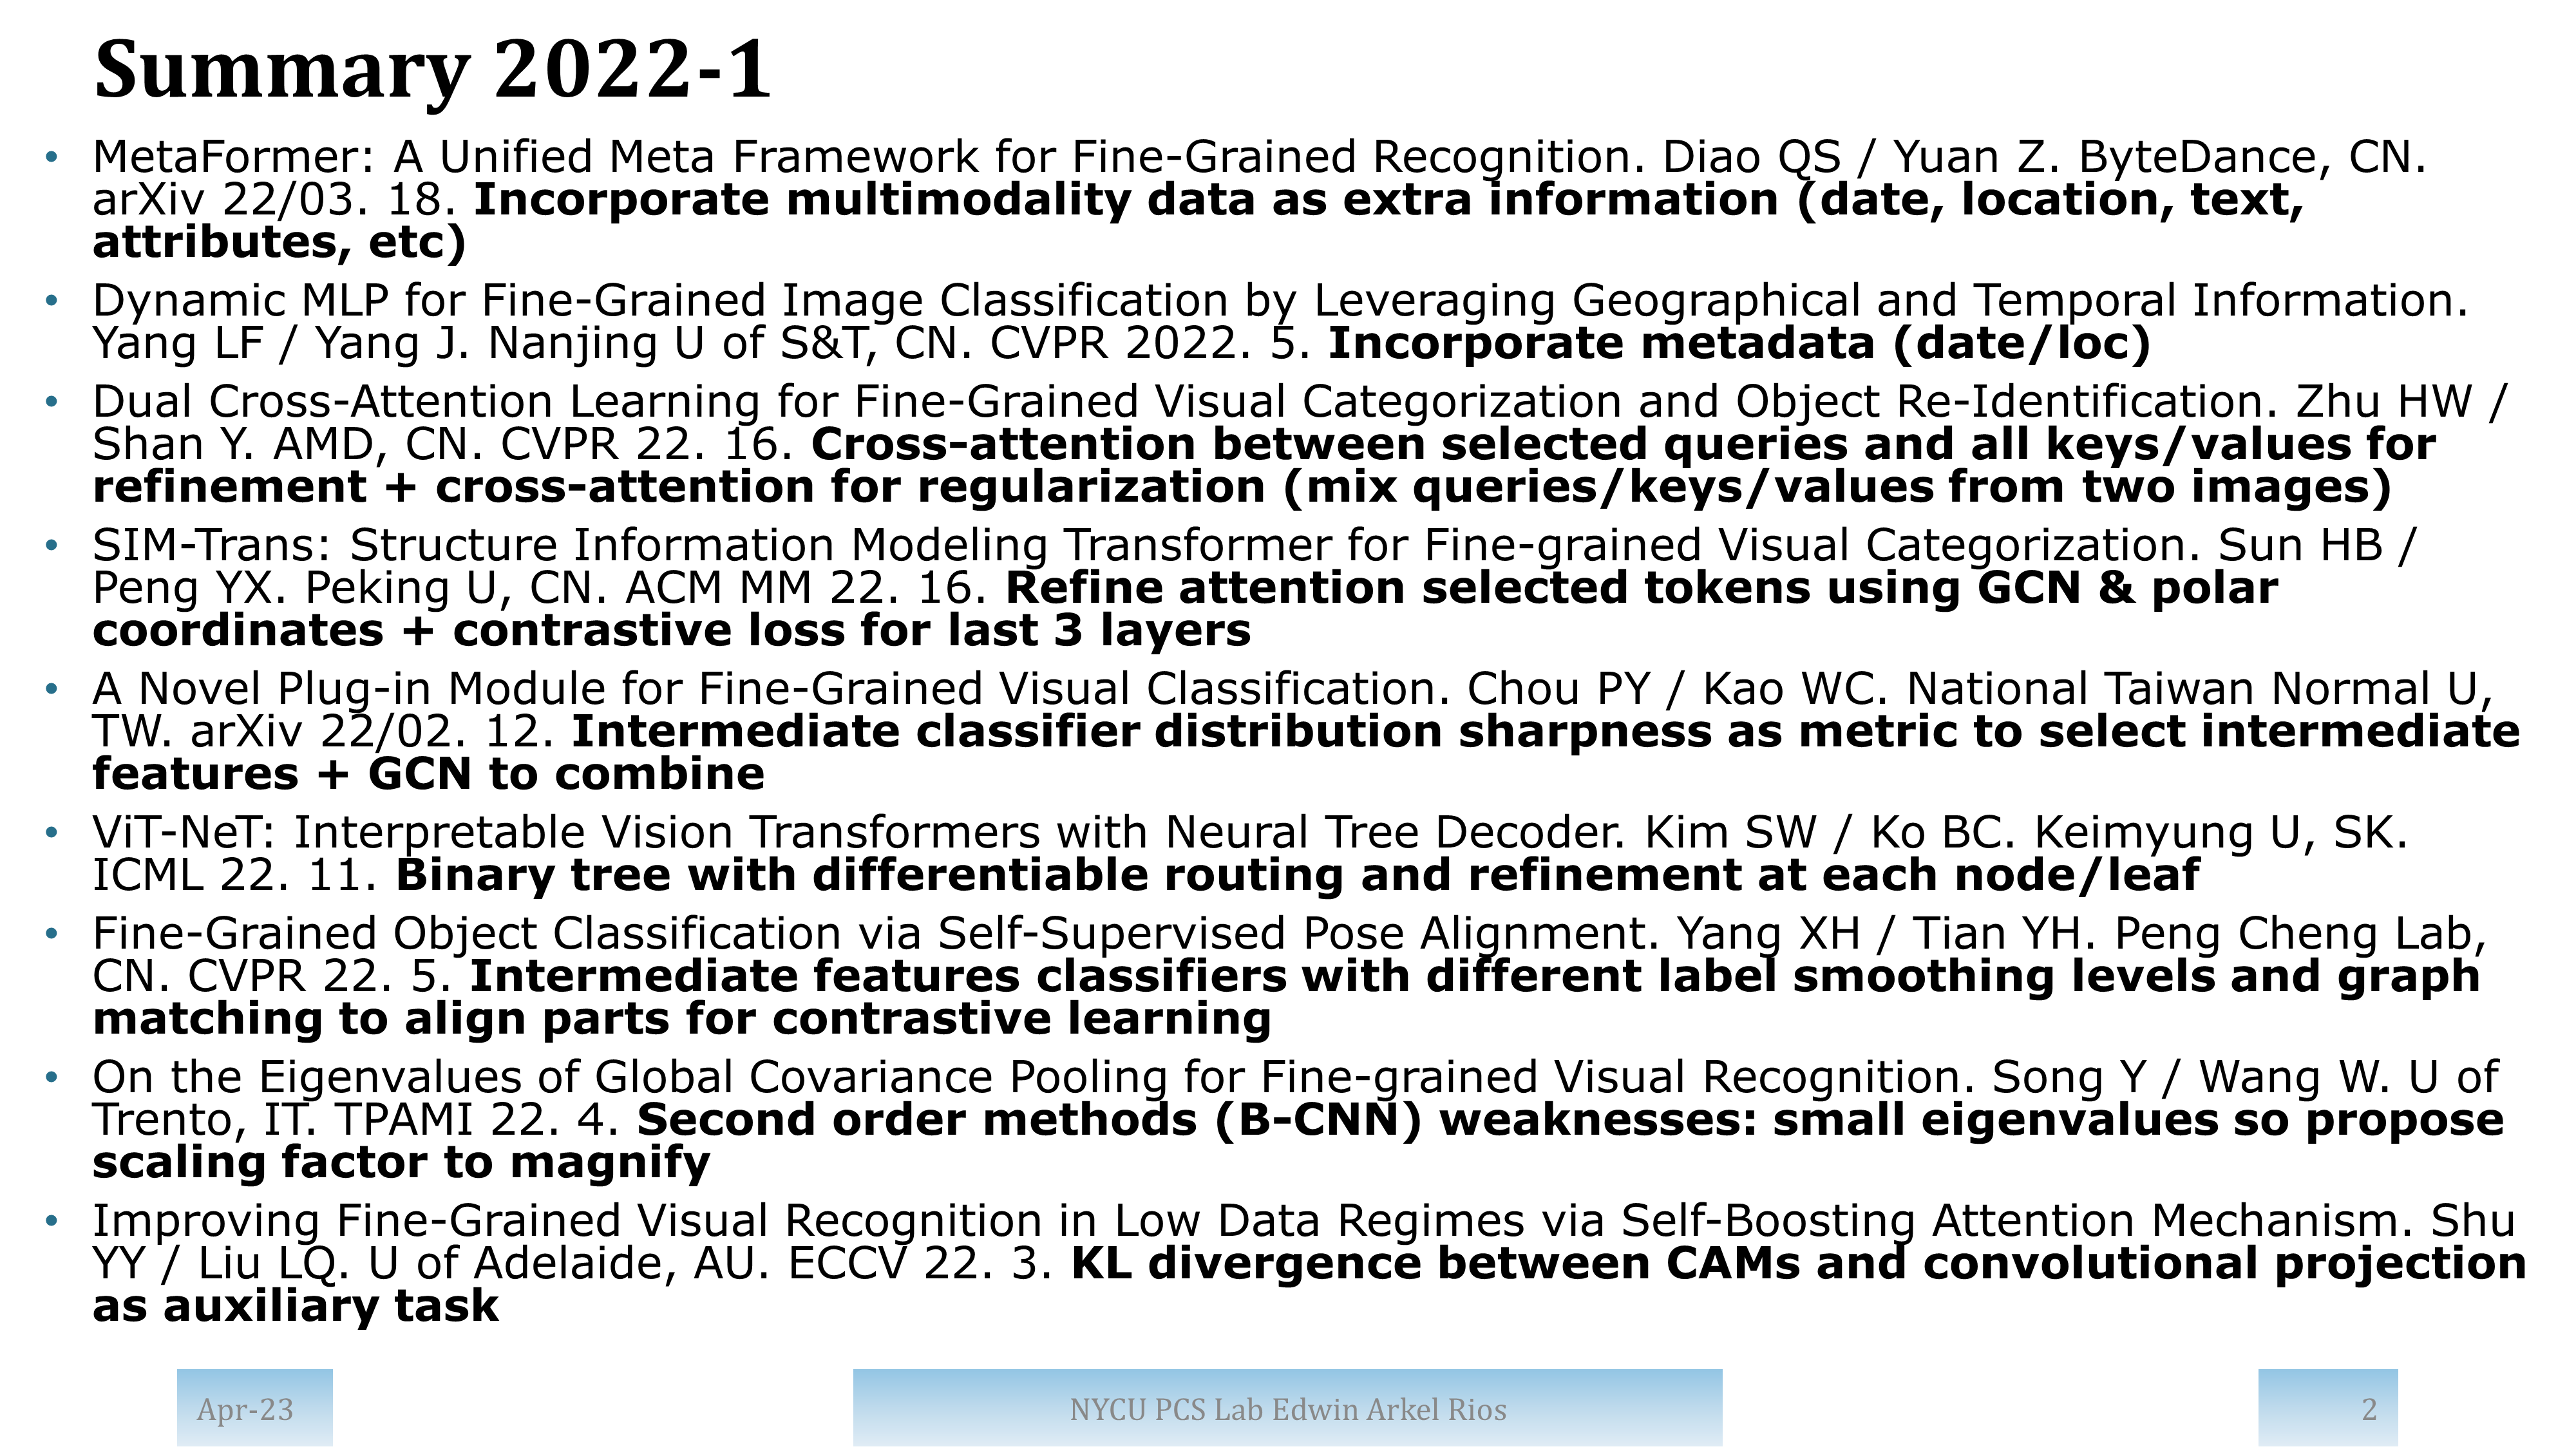 Summary 2022-1
• MetaFormer: A Unified Meta Framework for Fine-Grained Recognition. Diao QS / Yuan Z. ByteDance, CN.
arXiv 22/03. 18. Incorporate multimodality data as extra information (date, location, text,
attributes, etc)
• Dynamic MLP for Fine-Grained Image Classification by Leveraging Geographical and Temporal Information.
Yang LF / Yang J. Nanjing U of S&T, CN. CVPR 2022. 5. Incorporate metadata (date/loc)
• Dual Cross-Attention Learning for Fine-Grained Visual Categorization and Object Re-Identification. Zhu HW /
Shan Y. AMD, CN. CVPR 22. 16. Cross-attention between selected queries and all keys/values for
refinement + cross-attention for regularization (mix queries/keys/values from two images)
• SIM-Trans: Structure Information Modeling Transformer for Fine-grained Visual Categorization. Sun HB /
Peng YX. Peking U, CN. ACM MM 22. 16. Refine attention selected tokens using GCN & polar
coordinates + contrastive loss for last 3 layers
• A Novel Plug-in Module for Fine-Grained Visual Classification. Chou PY / Kao WC. National Taiwan Normal U,
TW. arXiv 22/02. 12. Intermediate classifier distribution sharpness as metric to select intermediate
features + GCN to combine
• ViT-NeT: Interpretable Vision Transformers with Neural Tree Decoder. Kim SW / Ko BC. Keimyung U, SK.
ICML 22. 11. Binary tree with differentiable routing and refinement at each node/leaf
• Fine-Grained Object Classification via Self-Supervised Pose Alignment. Yang XH / Tian YH. Peng Cheng Lab,
CN. CVPR 22. 5. Intermediate features classifiers with different label smoothing levels and graph
matching to align parts for contrastive learning
• On the Eigenvalues of Global Covariance Pooling for Fine-grained Visual Recognition. Song Y / Wang W. U of
Trento, IT. TPAMI 22. 4. Second order methods (B-CNN) weaknesses: small eigenvalues so propose
scaling factor to magnify
• Improving Fine-Grained Visual Recognition in Low Data Regimes via Self-Boosting Attention Mechanism. Shu
YY / Liu LQ. U of Adelaide, AU. ECCV 22. 3. KL divergence between CAMs and convolutional projection
as auxiliary task
Apr-23
NYCU PCS Lab Edwin Arkel Rios
2